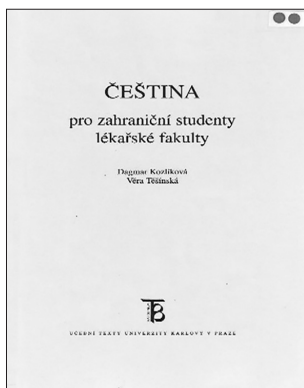 ČEŠTINA
pro zahraniční studenty
lékařské fakulty
Dagmar Kozlíková
Věra Těšínská
UČEBNÍ TEXTY UNIVERZITY KARLOVY V PRAZE